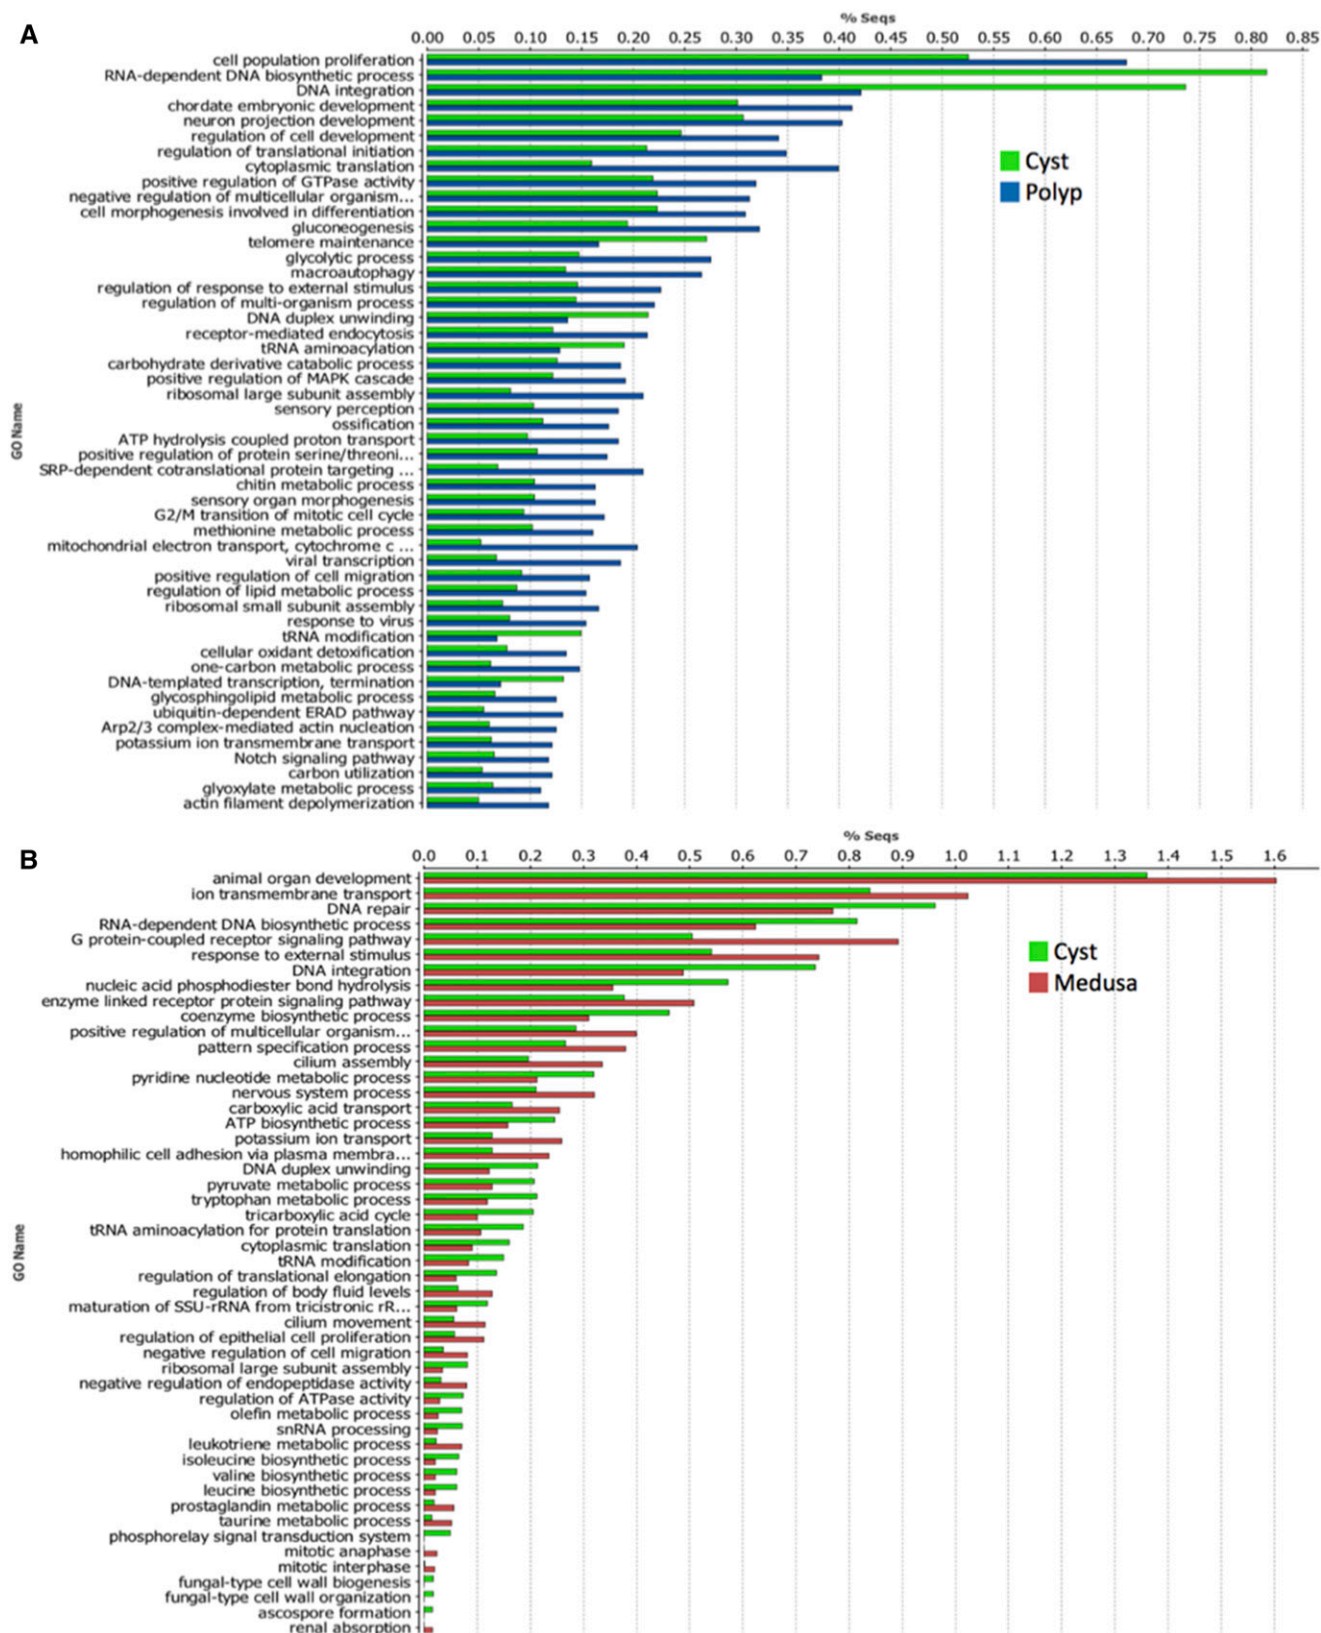 A
% Seqs
0.00 0.05 0.10 0.15 0.20 0.25 0.30 0.35 0.40 0.45 0.50 0.55 0.60 0.65 0.70 0.75 0.80 0.85
cell population proliferation
RNA-dependent DNA biosynthetic process
DNA integration
chordate embryonic development
neuron projection development
regulation of cell development
regulation of translational initiation
cytoplasmic translation
positive regulation of GTPase activity
negative regulation of multicellular organism...
cell morphogenesis involved in differentiation
gluconeogenesis
telomere maintenance
glycolytic process
macroautophagy
regulation of response to external stimulus
regulation of multi-organism process
DNA duplex unwinding
receptor-mediated endocytosis
tRNA aminoacylation
carbohydrate derivative catabolic process
positive regulation of MAPK cascade
ribosomal large subunit assembly
sensory perception
ossification
ATP hydrolysis coupled proton transport
positive regulation of protein serine/threoni...
SRP-dependent cotranslational protein targeting ...
chitin metabolic process
sensory organ morphogenesis
G2/M transition of mitotic cell cycle
methionine metabolic process
mitochondrial electron transport, cytochrome c ...
viral transcription
positive regulation of cell migration
regulation of lipid metabolic process
ribosomal small subunit assembly
response to virus
tRNA modification
cellular oxidant detoxification
one-carbon metabolic process
DNA-templated transcription, termination
glycosphingolipid metabolic process
ubiquitin-dependent ERAD pathway
Arp2/3 complex-mediated actin nucleation
potassium ion transmembrane transport
Notch signaling pathway
carbon utilization
glyoxylate metabolic process
actin filament depolymerization
GO Name
Cyst
Polyp
B
% Seqs
0.0 0.1 0.2 0.3 0.4 0.5 0.6 0.7 0.8 0.9 1.0 1.1 1.2 1.3 1.4 1.5 1.6
animal organ development
ion transmembrane transport
DNA repair
RNA-dependent DNA biosynthetic process
G protein-coupled receptor signaling pathway
response to external stimulus
DNA integration
nucleic acid phosphodiester bond hydrolysis
enzyme linked receptor protein signaling pathway
coenzyme biosynthetic process
positive regulation of multicellular organism...
pattern specification process
cilium assembly
pyridine nucleotide metabolic process
nervous system process
carboxylic acid transport
ATP biosynthetic process
potassium ion transport
homophilic cell adhesion via plasma membra...
DNA duplex unwinding
pyruvate metabolic process
tryptophan metabolic process
tricarboxylic acid cycle
tRNA aminoacylation for protein translation
cytoplasmic translation
tRNA modification
regulation of translational elongation
regulation of body fluid levels
maturation of SSU-rRNA from tricistronic rR...
cilium movement
regulation of epithelial cell proliferation
negative regulation of cell migration
ribosomal large subunit assembly
negative regulation of endopeptidase activity
regulation of ATPase activity
olefin metabolic process
snRNA processing
leukotriene metabolic process
isoleucine biosynthetic process
valine biosynthetic process
leucine biosynthetic process
prostaglandin metabolic process
taurine metabolic process
phosphorelay signal transduction system
mitotic anaphase
mitotic interphase
fungal-type cell wall biogenesis
fungal-type cell wall organization
ascospore formation
renal absorption
GO Name
Cyst
Medusa